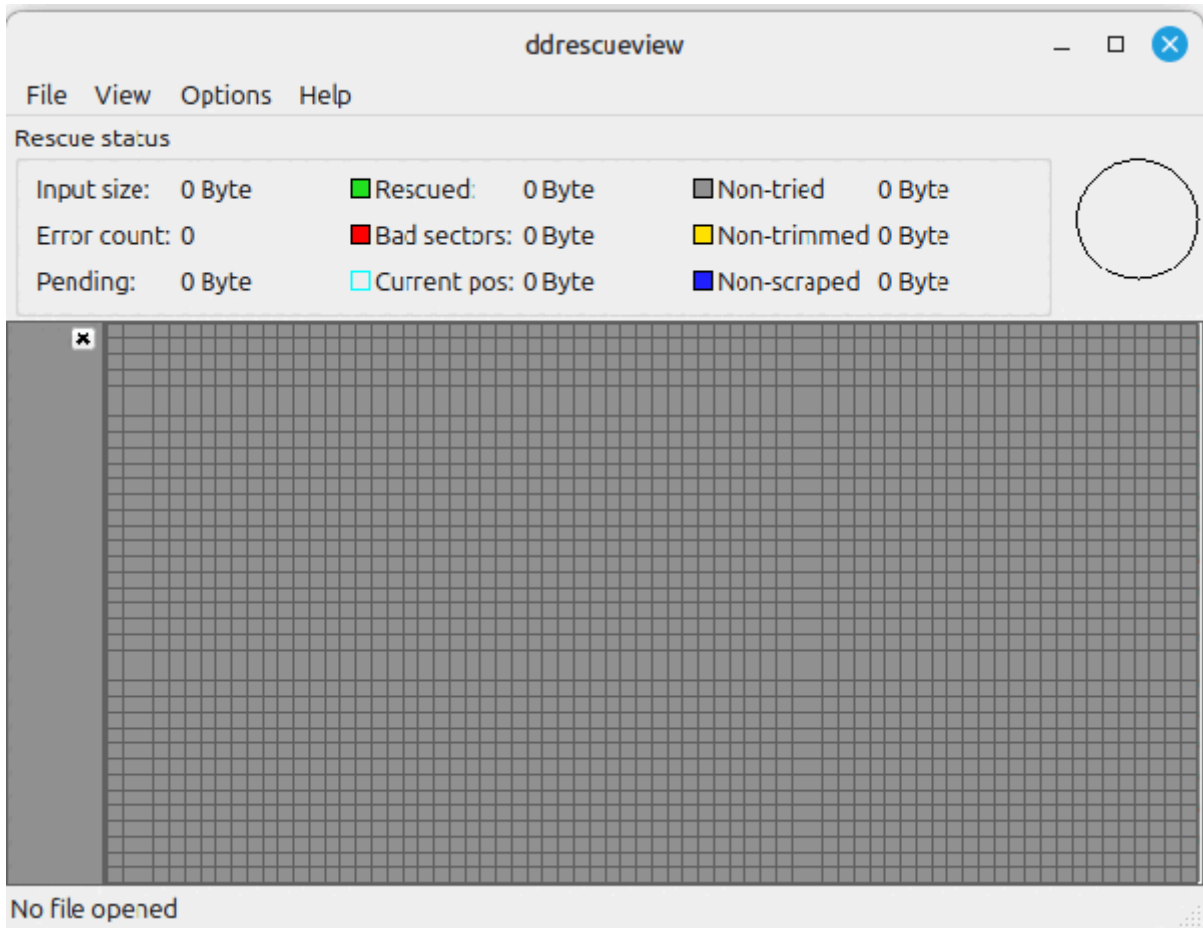 ddrescueview
File View Options Help
Rescue status
Input size: 0 Byte Rescued: 0 Byte Non-tried 0 Byte
Error count: 0 Bad sectors: 0 Byte Non-trimmed 0 Byte
Pending: 0 Byte Current pos: 0 Byte Non-scraped 0 Byte
No file opened